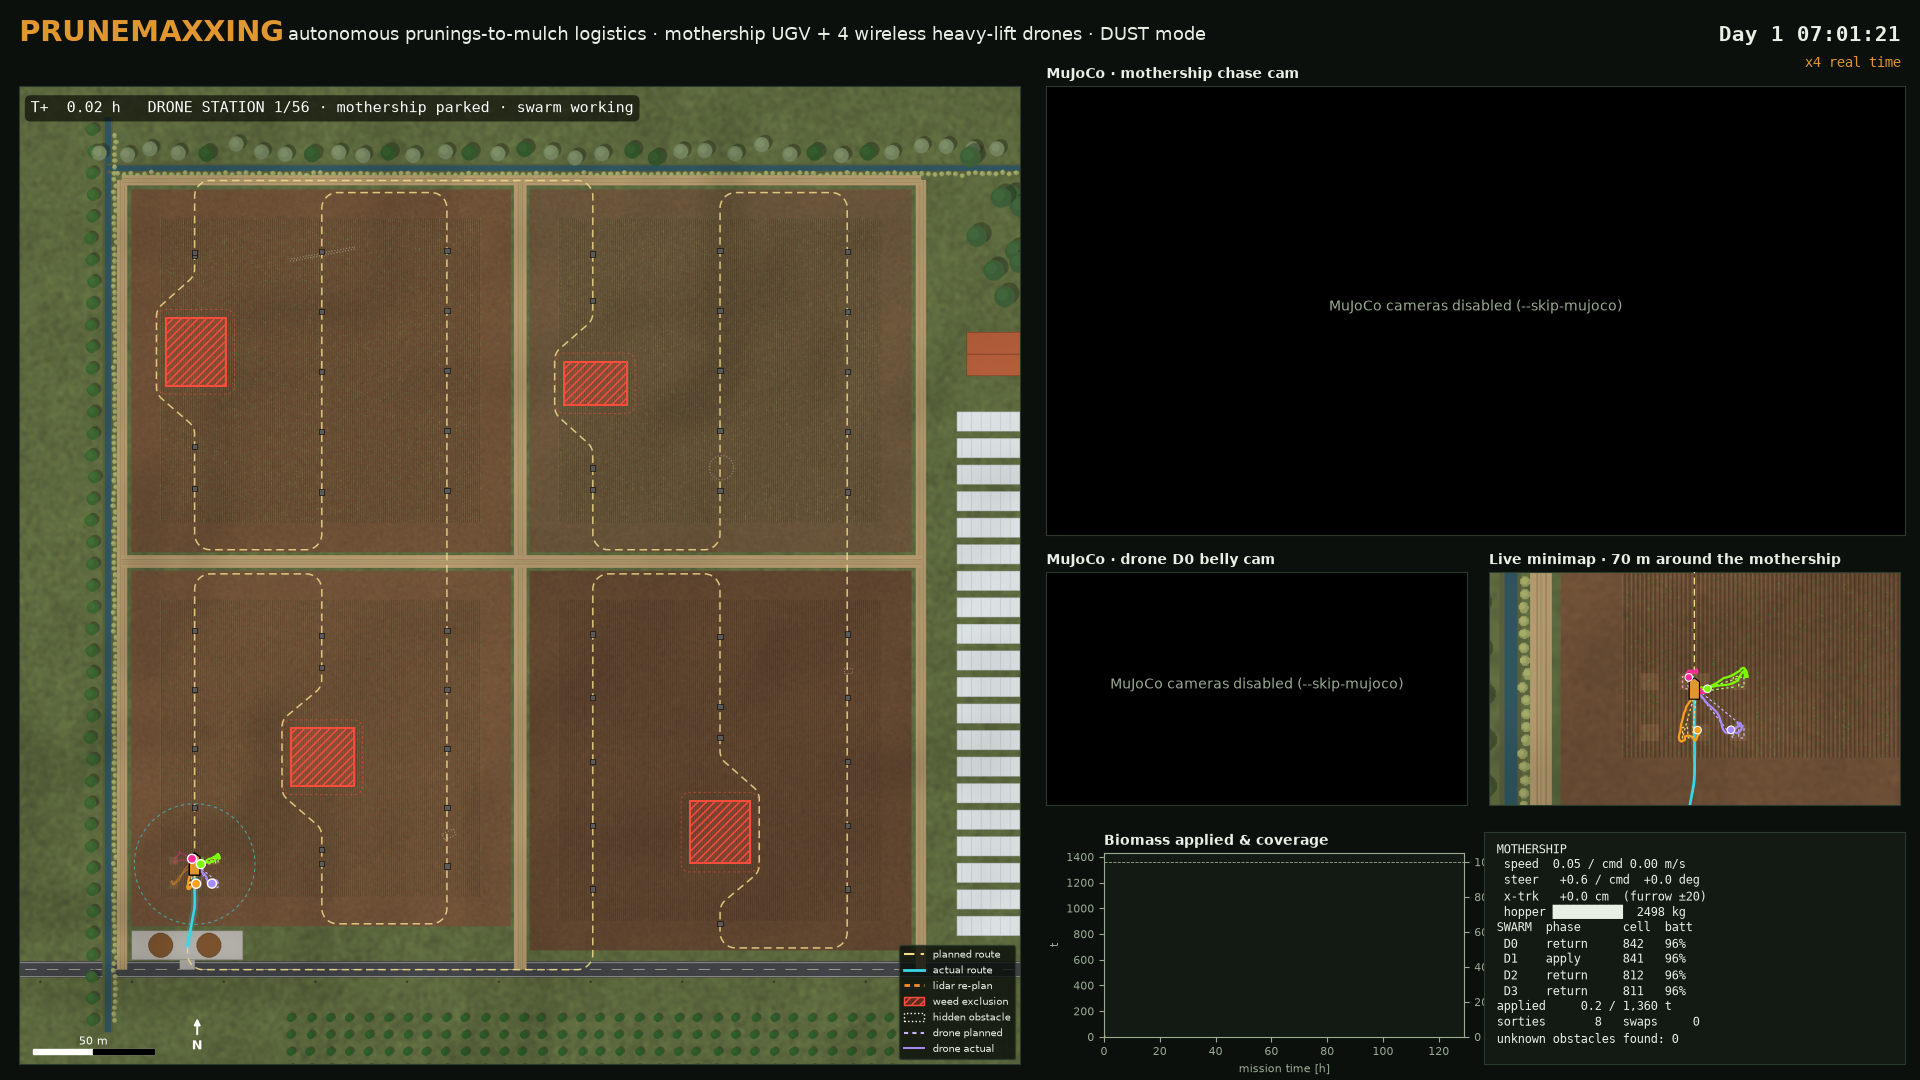 PRUNEMAXXING autonomous prunings-to-mulch logistics · mothership UGV + 4 wireless heavy-lift drones · DUST mode
Day 1 07:01:21
x4 real time
T+ 0.02 h DRONE STATION 1/56 · mothership parked · swarm working
50 m
N
planned route
actual route
lidar re-plan
weed exclusion
hidden obstacle
drone planned
drone actual
MuJoCo · mothership chase cam
MuJoCo cameras disabled (--skip-mujoco)
MuJoCo · drone D0 belly cam
MuJoCo cameras disabled (--skip-mujoco)
Live minimap · 70 m around the mothership
Biomass applied & coverage
1400
1200
1000
800
600
400
200
0
t
0 20 40 60 80 100 120
mission time [h]
MOTHERSHIP
speed 0.05 / cmd 0.00 m/s
steer +0.6 / cmd +0.0 deg
x-trk +0.0 cm (furrow ±20)
hopper 2498 kg
SWARM phase cell batt
D0 return 842 96%
D1 apply 841 96%
D2 return 812 96%
D3 return 811 96%
applied 0.2 / 1,360 t
sorties 8 swaps 0
unknown obstacles found: 0